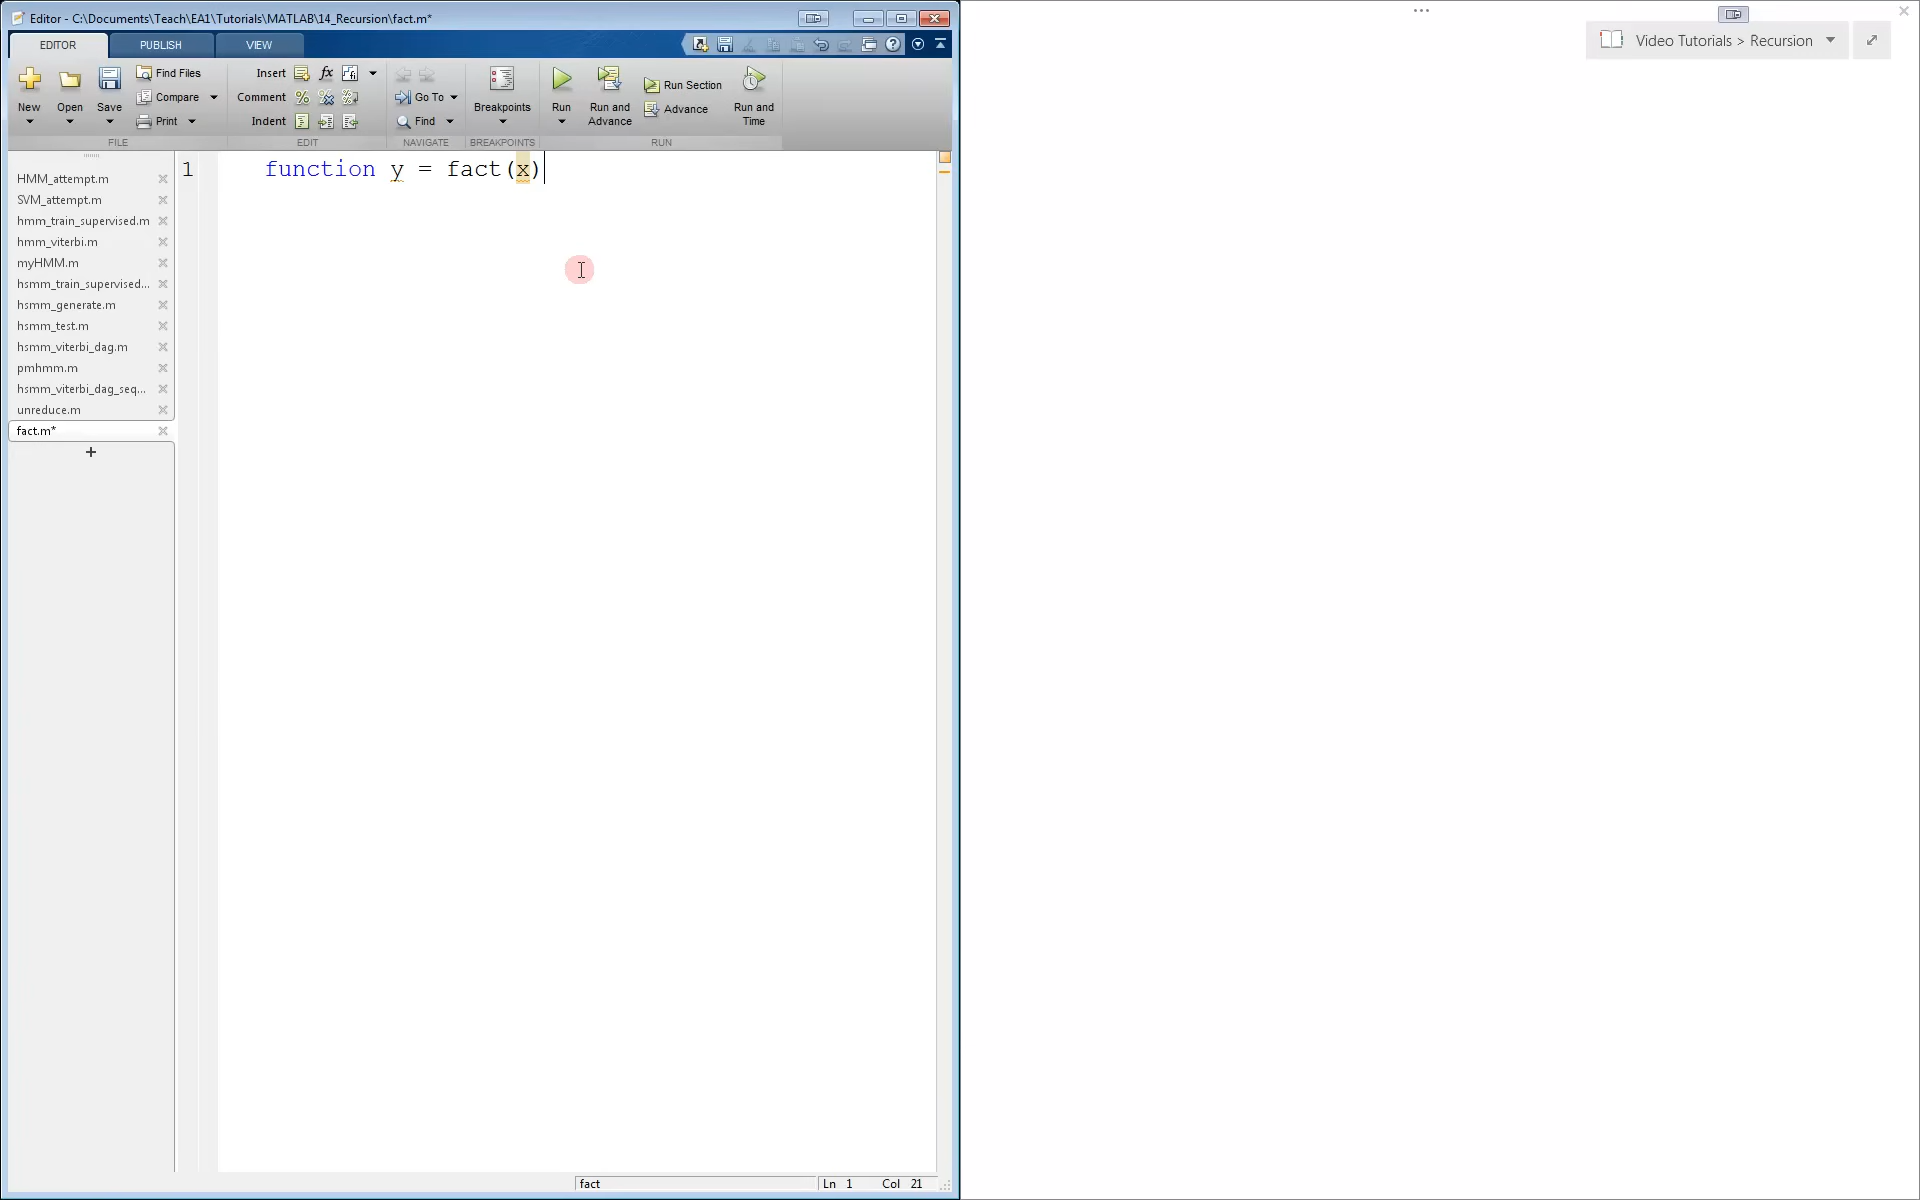 Editor - C:\Documents\Teach\EA1\Tutorials\MATLAB\14_Recursion\fact.m*
EDITOR PUBLISH VIEW
New
Open
Save
Find Files
Compare
Print
FILE
Insert
Comment
Indent
EDIT
Go To
Find
NAVIGATE
Breakpoints
BREAKPOINTS
Run
Run and
Advance
Run Section
Advance
Run and
Time
RUN
HMM_attempt.m
SVM_attempt.m
hmm_train_supervised.m
hmm_viterbi.m
myHMM.m
hsmm_train_supervised...
hsmm_generate.m
hsmm_test.m
hsmm_viterbi_dag.m
pmhmm.m
hsmm_viterbi_dag_seq...
unreduce.m
fact.m*
1 function y = fact(x)
fact Ln 1 Col 21
Video Tutorials > Recursion